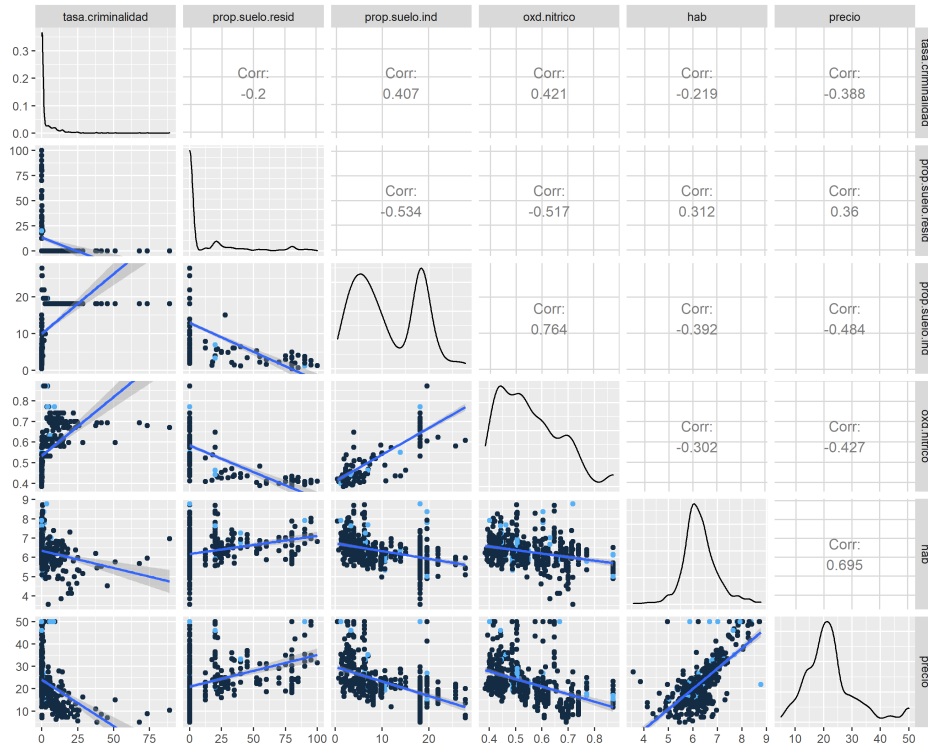 tasa.criminalidad prop.suelo.resid prop.suelo.ind oxd.nitrico hab precio
0.3
0.2
0.1
0.0
Corr:
-0.2
Corr:
0.407
Corr:
0.421
Corr:
-0.219
Corr:
-0.388
tasa.criminalidad
100
75
50
25
0
Corr:
-0.534
Corr:
-0.517
Corr:
0.312
Corr:
0.36
prop.suelo.resid
20
10
0
Corr:
0.764
Corr:
-0.392
Corr:
-0.484
prop.suelo.ind
0.8
0.7
0.6
0.5
0.4
Corr:
-0.302
Corr:
-0.427
oxd.nitrico
9
8
7
6
5
4
Corr:
0.695
hab
50
40
30
20
10
precio
0 25 50 75 0 25 50 75 100 0 10 20 0.4 0.5 0.6 0.7 0.8 4 5 6 7 8 9 10 20 30 40 50